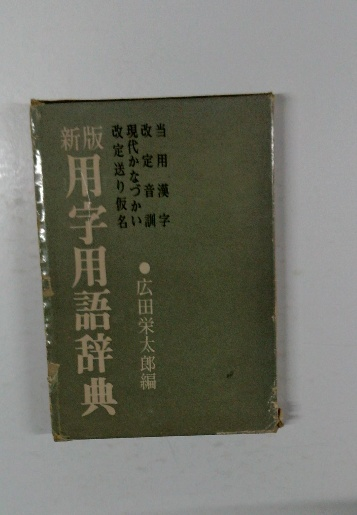 当用漢字
改定音訓
現代かなづかい
改定送り仮名
新版
用字用語辞典
●広田栄太郎編